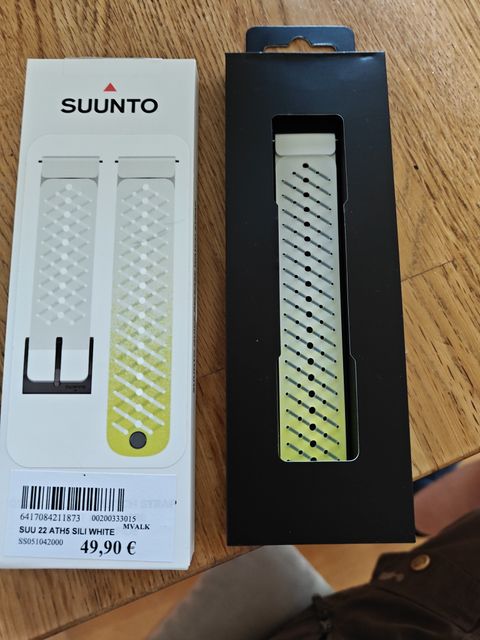 SUUNTO
6417084211873 00200333015
MVALK
SUU 22 ATH5 SILI WHITE
SS051042000 49,90 €